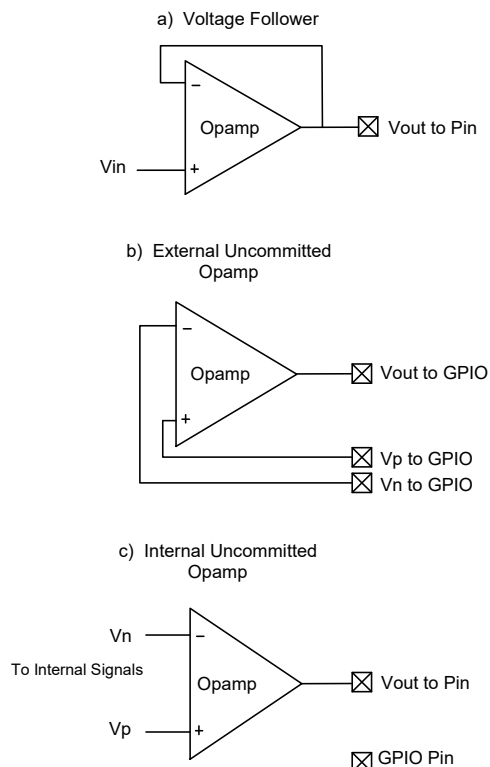 a) Voltage Follower
−
Opamp
Vout to Pin
Vin
+
b) External Uncommitted
Opamp
−
Opamp
Vout to GPIO
+
Vp to GPIO
Vn to GPIO
c) Internal Uncommitted
Opamp
Vn
−
To Internal Signals
Opamp
Vout to Pin
Vp
+
GPIO Pin